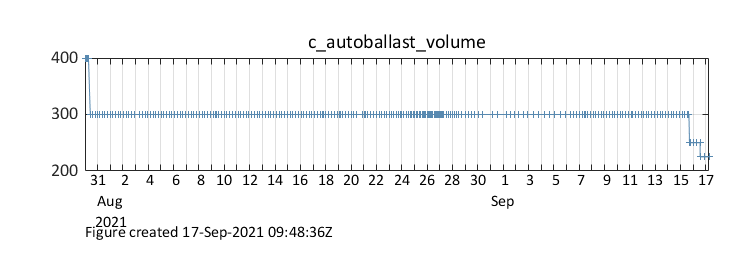 c_autoballast_volume
400
300
200
31 2 4 6 8 10 12 14 16 18 20 22 24 26 28 30 1 3 5 7 9 11 13 15 17
Aug Sep
2021
Figure created 17-Sep-2021 09:48:36Z